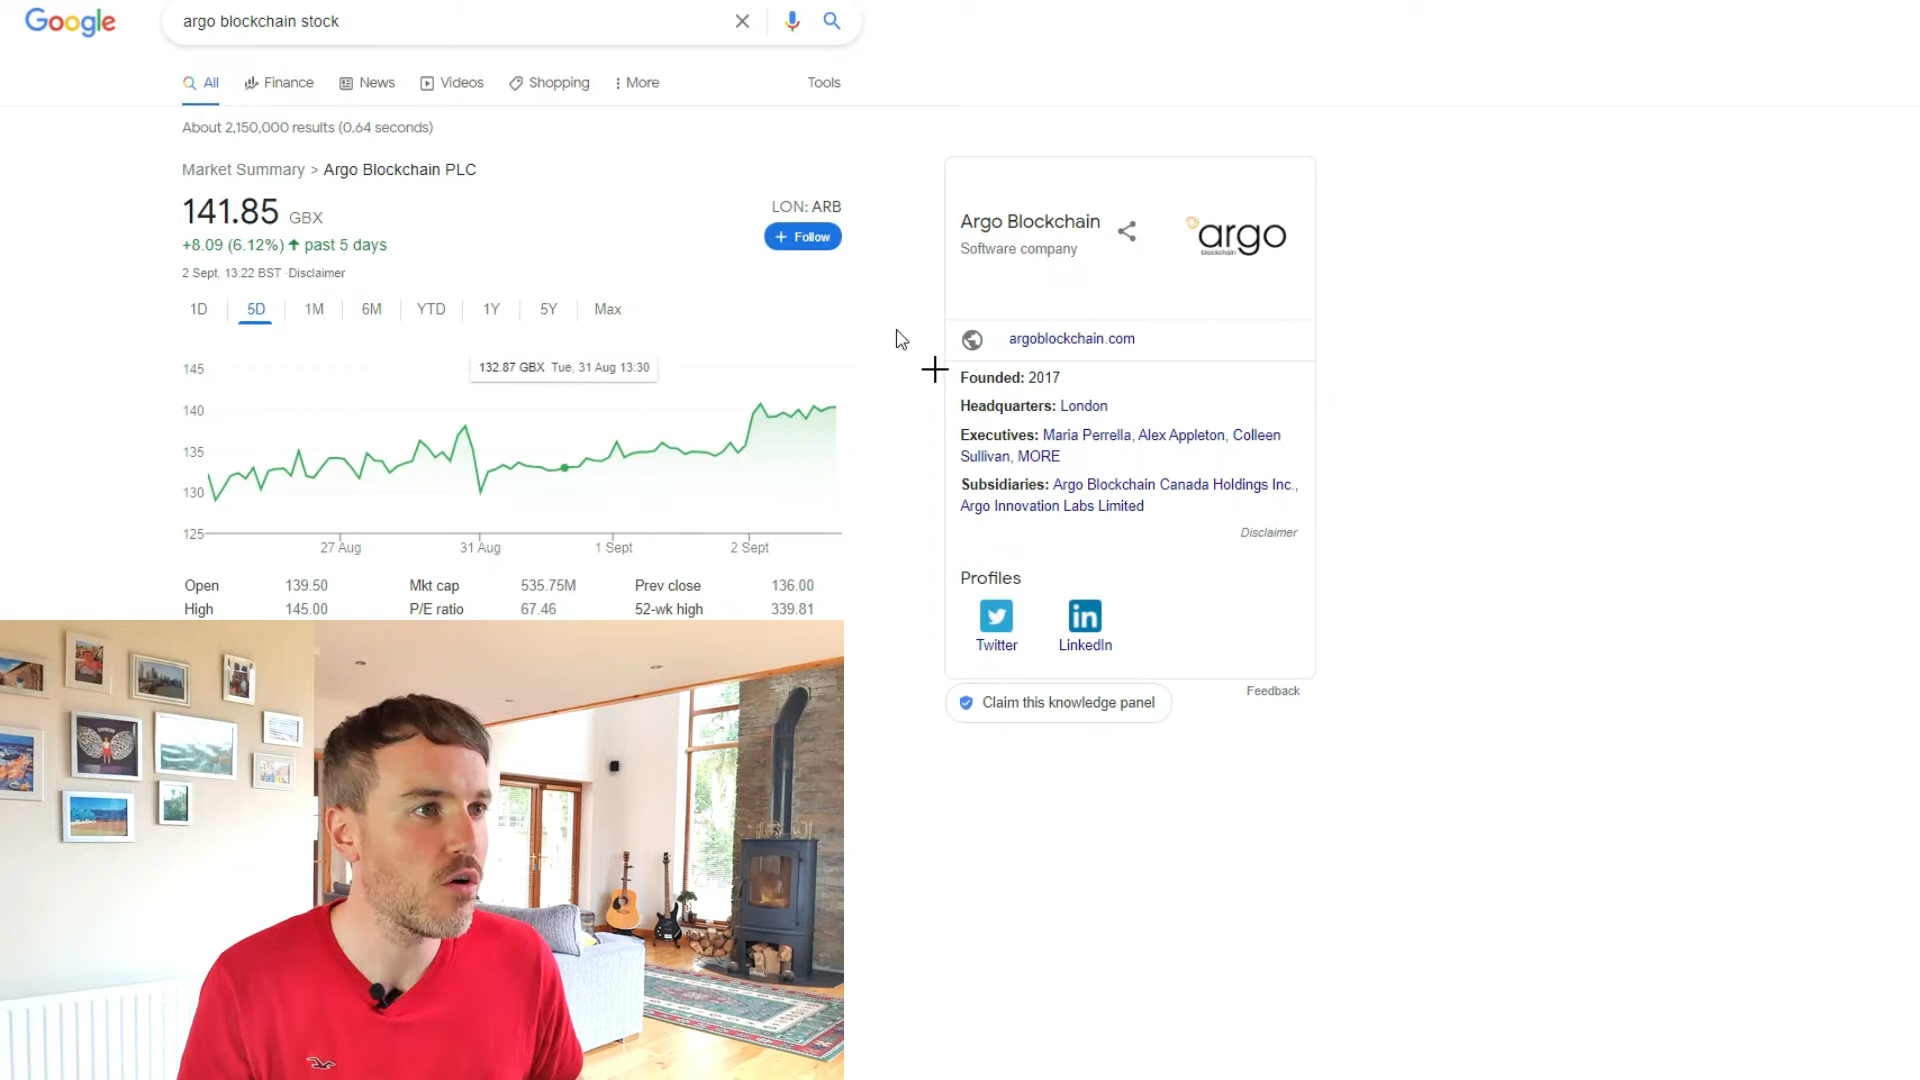 Google
argo blockchain stock
All
Finance
News
Videos
Shopping
More
Tools
About 2,150,000 results (0.64 seconds)
Market Summary > Argo Blockchain PLC
141.85 GBX
+8.09 (6.12%) past 5 days
2 Sept, 13:22 BST · Disclaimer
LON: ARB
+ Follow
1D
5D
1M
6M
YTD
1Y
5Y
Max
132.87 GBX Tue, 31 Aug 13:30
145
140
135
130
125
27 Aug
31 Aug
1 Sept
2 Sept
Open 139.50 Mkt cap 535.75M Prev close 136.00
High 145.00 P/E ratio 67.46 52-wk high 339.81
Argo Blockchain
Software company
argo
blockchain
argoblockchain.com
Founded: 2017
Headquarters: London
Executives: Maria Perrella, Alex Appleton, Colleen
Sullivan, MORE
Subsidiaries: Argo Blockchain Canada Holdings Inc.,
Argo Innovation Labs Limited
Disclaimer
Profiles
Twitter
LinkedIn
Feedback
Claim this knowledge panel